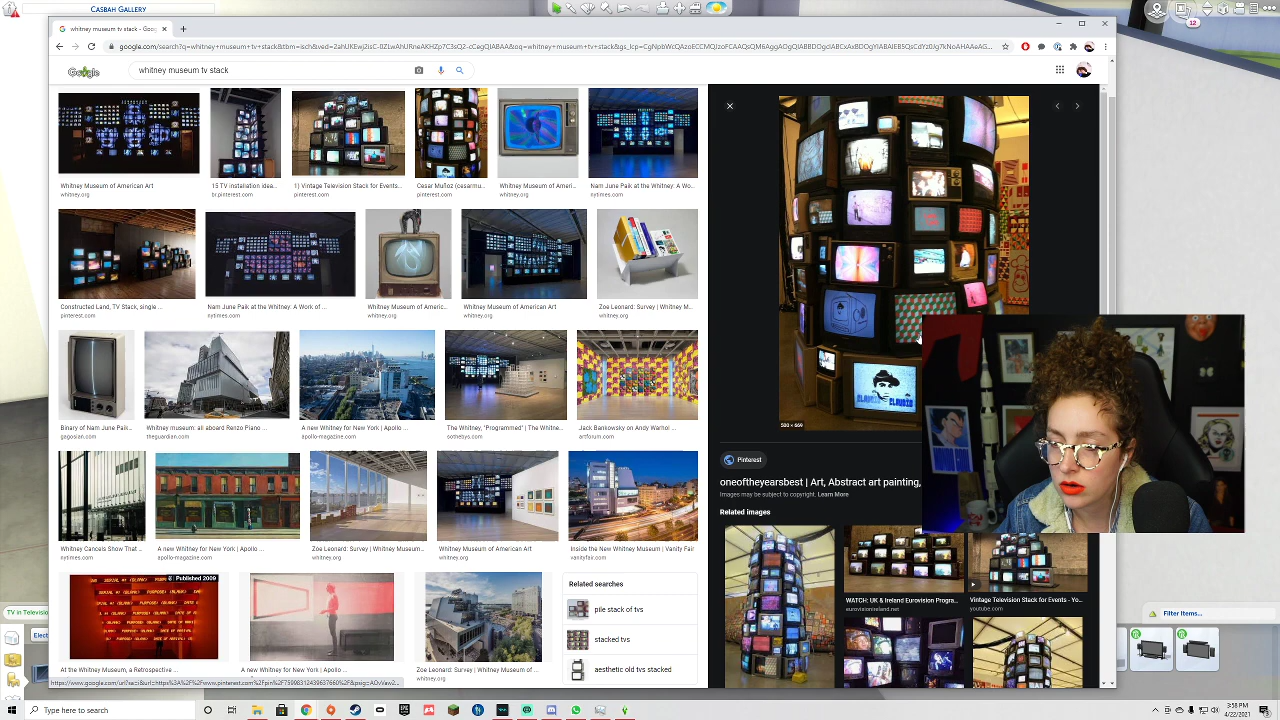 CASBAH GALLERY
12
whitney museum tv stack - Goog
Google
whitney museum tv stack
Whitney Museum of American Art
whitney.org
15 TV installation idea...
br.pinterest.com
1) Vintage Television Stack for Events...
pinterest.com
Cesar Muñoz (cesarmu...
pinterest.com
Whitney Museum of Ameri...
whitney.org
Nam June Paik at the Whitney: A Wo...
nytimes.com
Constructed Land, TV Stack, single ...
pinterest.com
Nam June Paik at the Whitney: A Work of ...
nytimes.com
Whitney Museum of Americ...
whitney.org
Whitney Museum of American Art
whitney.org
Zoe Leonard: Survey | Whitney M...
whitney.org
Binary of Nam June Paik...
gagosian.com
Whitney museum: all aboard Renzo Piano ...
theguardian.com
A new Whitney for New York | Apollo ...
apollo-magazine.com
The Whitney, "Programmed" | The Whitne...
sothebys.com
Jack Bankowsky on Andy Warhol ...
artforum.com
500 × 669
Pinterest
oneoftheyearsbest | Art, Abstract art painting,
Images may be subject to copyright. Learn More
Related images
Whitney Cancels Show That ...
nytimes.com
A new Whitney for New York | Apollo ...
apollo-magazine.com
Zoe Leonard: Survey | Whitney Museum...
whitney.org
Whitney Museum of American Art
whitney.org
Inside the New Whitney Museum | Vanity Fair
vanityfair.com
WATCH: UK & Ireland Eurovision Progra...
eurovisionireland.net
Vintage Television Stack for Events - Yo...
youtube.com
Published 2009
At the Whitney, a Retrospective ...
A new Whitney for New York | Apollo ...
Zoe Leonard: Survey | Whitney Museum of ...
whitney.org
Related searches
pile stack of tvs
stacked tvs
aesthetic old tvs stacked
TV in Televisio
Elect
Filter Items...
Type here to search
3:58 PM
4/22/2021